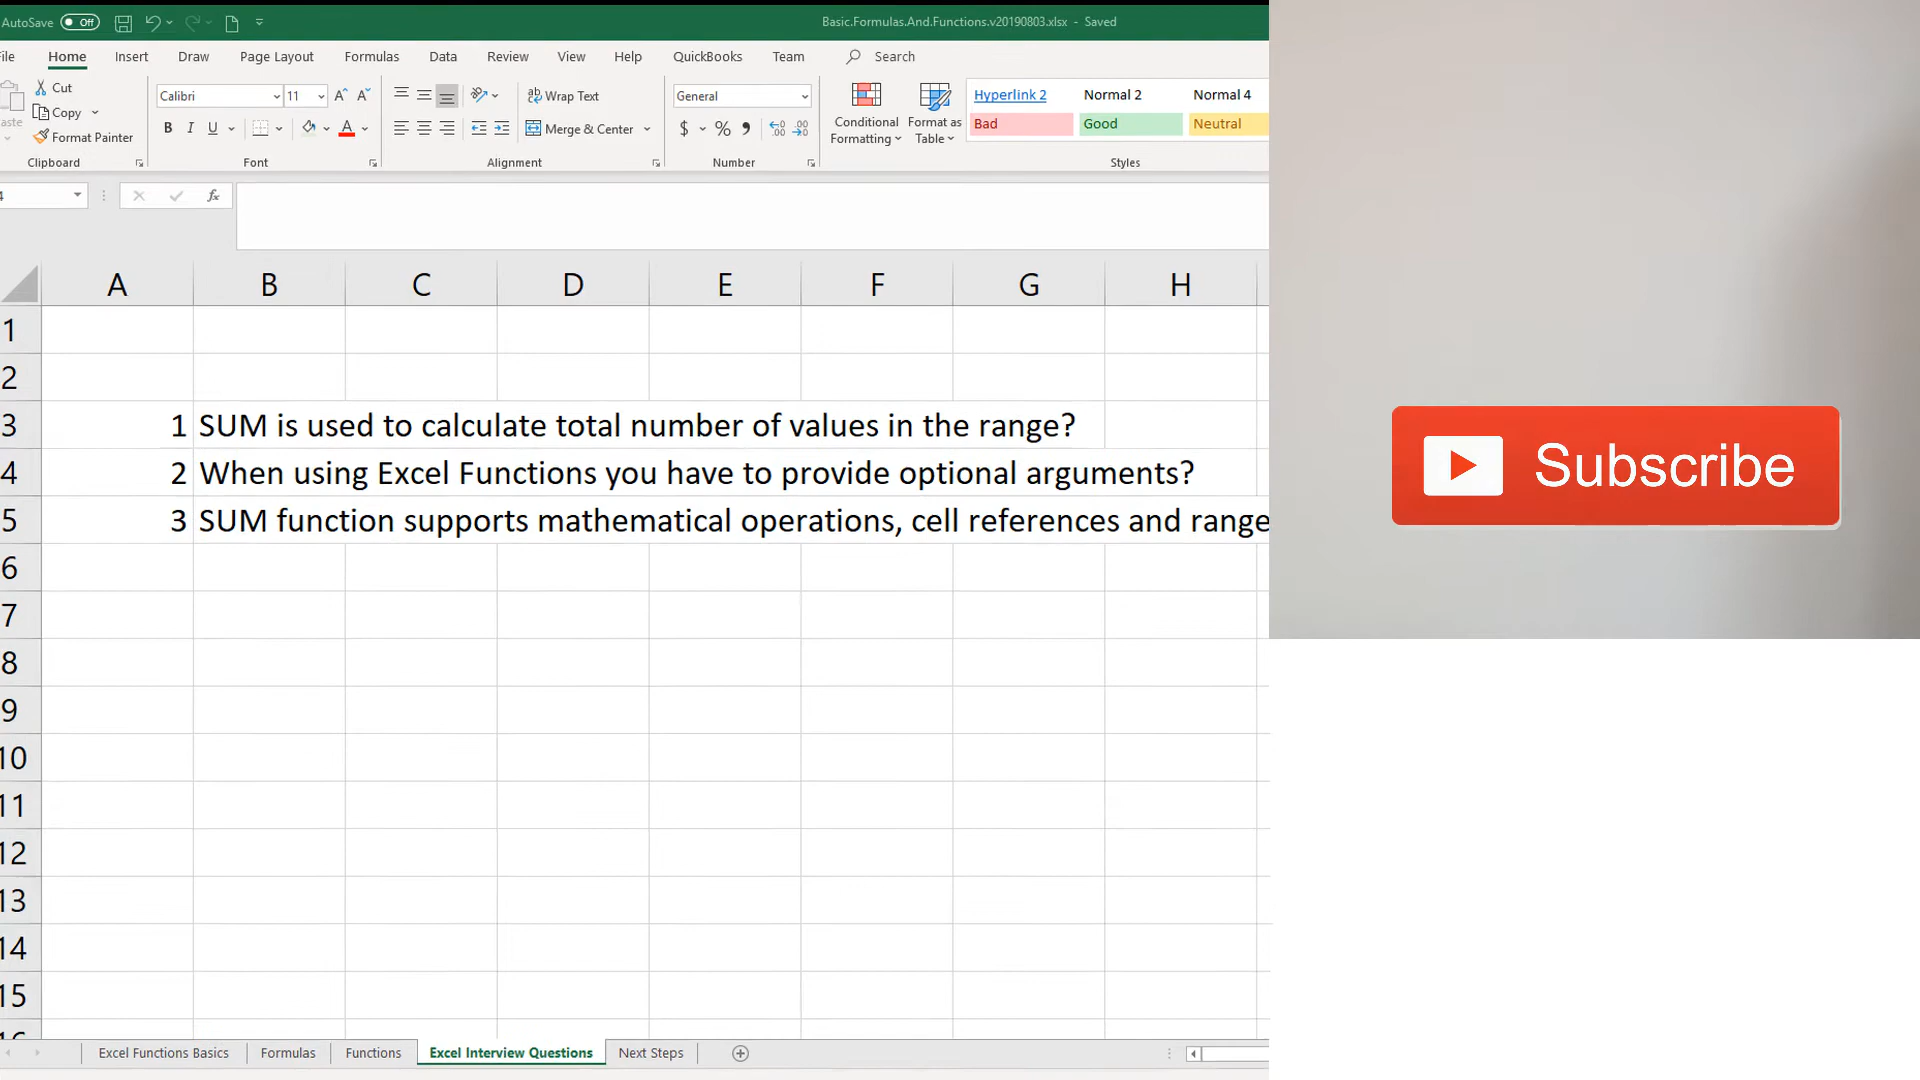 AutoSave Off Basic.Formulas.And.Functions.v20190803.xlsx - Saved
Home Insert Draw Page Layout Formulas Data Review View Help QuickBooks Team Search
Cut
Copy
Format Painter
Clipboard
Calibri 11
B I U A
Font
Wrap Text
Merge & Center
Alignment
General
$ % ,
Number
Conditional Formatting
Format as Table
Hyperlink 2 Normal 2 Normal 4
Bad Good Neutral
Styles
fx
A B C D E F G H
1
2
3 1 SUM is used to calculate total number of values in the range?
4 2 When using Excel Functions you have to provide optional arguments?
5 3 SUM function supports mathematical operations, cell references and range
6
7
8
9
10
11
12
13
14
15
Excel Functions Basics Formulas Functions Excel Interview Questions Next Steps
Subscribe